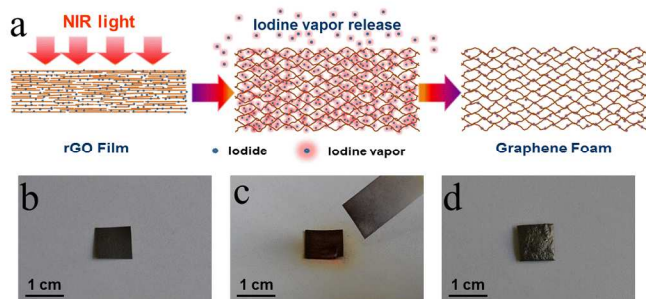 a
NIR light
Iodine vapor release
rGO Film
Iodide
Iodine vapor
Graphene Foam
b
c
d
1 cm
1 cm
1 cm